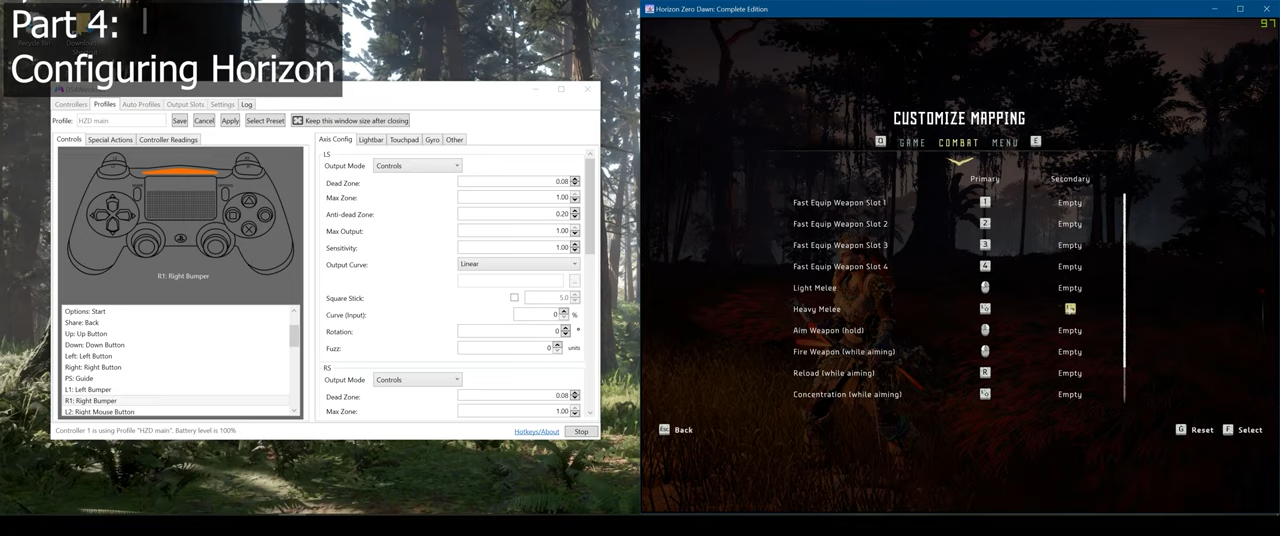 Part 4:
Configuring Horizon
Controllers
Profiles
Auto Profiles
Output Slots
Settings
Log
Profile:
HZD main
Save
Cancel
Apply
Select Preset
Keep this window size after closing
Controls
Special Actions
Controller Readings
R1: Right Bumper
Options: Start
Share: Back
Up: Up Button
Down: Down Button
Left: Left Button
Right: Right Button
PS: Guide
L1: Left Bumper
R1: Right Bumper
L2: Right Mouse Button
Axis Config
Lightbar
Touchpad
Gyro
Other
LS
Output Mode Controls
Dead Zone: 0.08
Max Zone: 1.00
Anti-dead Zone: 0.20
Max Output: 1.00
Sensitivity: 1.00
Output Curve: Linear
...
Square Stick: 5.0
Curve (Input): 0 %
Rotation: 0 °
Fuzz: 0 units
RS
Output Mode Controls
Dead Zone: 0.08
Max Zone: 1.00
Controller 1 is using Profile "HZD main". Battery level is 100%
Hotkeys/About
Stop
Horizon Zero Dawn: Complete Edition
97
CUSTOMIZE MAPPING
Q GAME COMBAT MENU E
Primary Secondary
Fast Equip Weapon Slot 1 1 Empty
Fast Equip Weapon Slot 2 2 Empty
Fast Equip Weapon Slot 3 3 Empty
Fast Equip Weapon Slot 4 4 Empty
Light Melee Empty
Heavy Melee
Aim Weapon (hold) Empty
Fire Weapon (while aiming) Empty
Reload (while aiming) R Empty
Concentration (while aiming) Empty
Esc Back
G Reset F Select